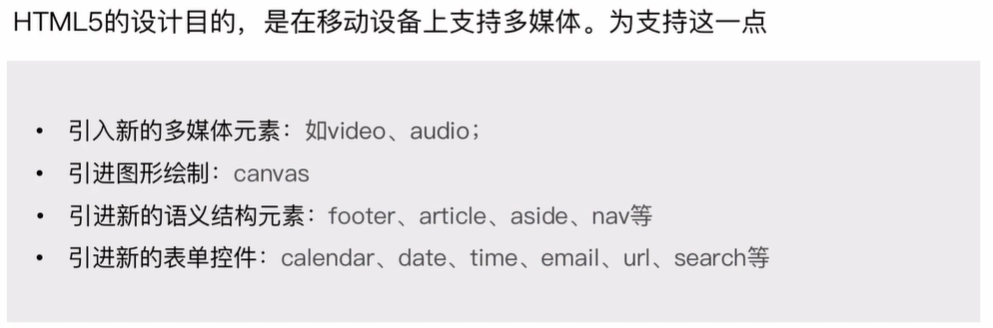 HTML5的设计目的，是在移动设备上支持多媒体。为支持这一点
• 引入新的多媒体元素：如video、audio；
• 引进图形绘制：canvas
• 引进新的语义结构元素：footer、article、aside、nav等
• 引进新的表单控件：calendar、date、time、email、url、search等